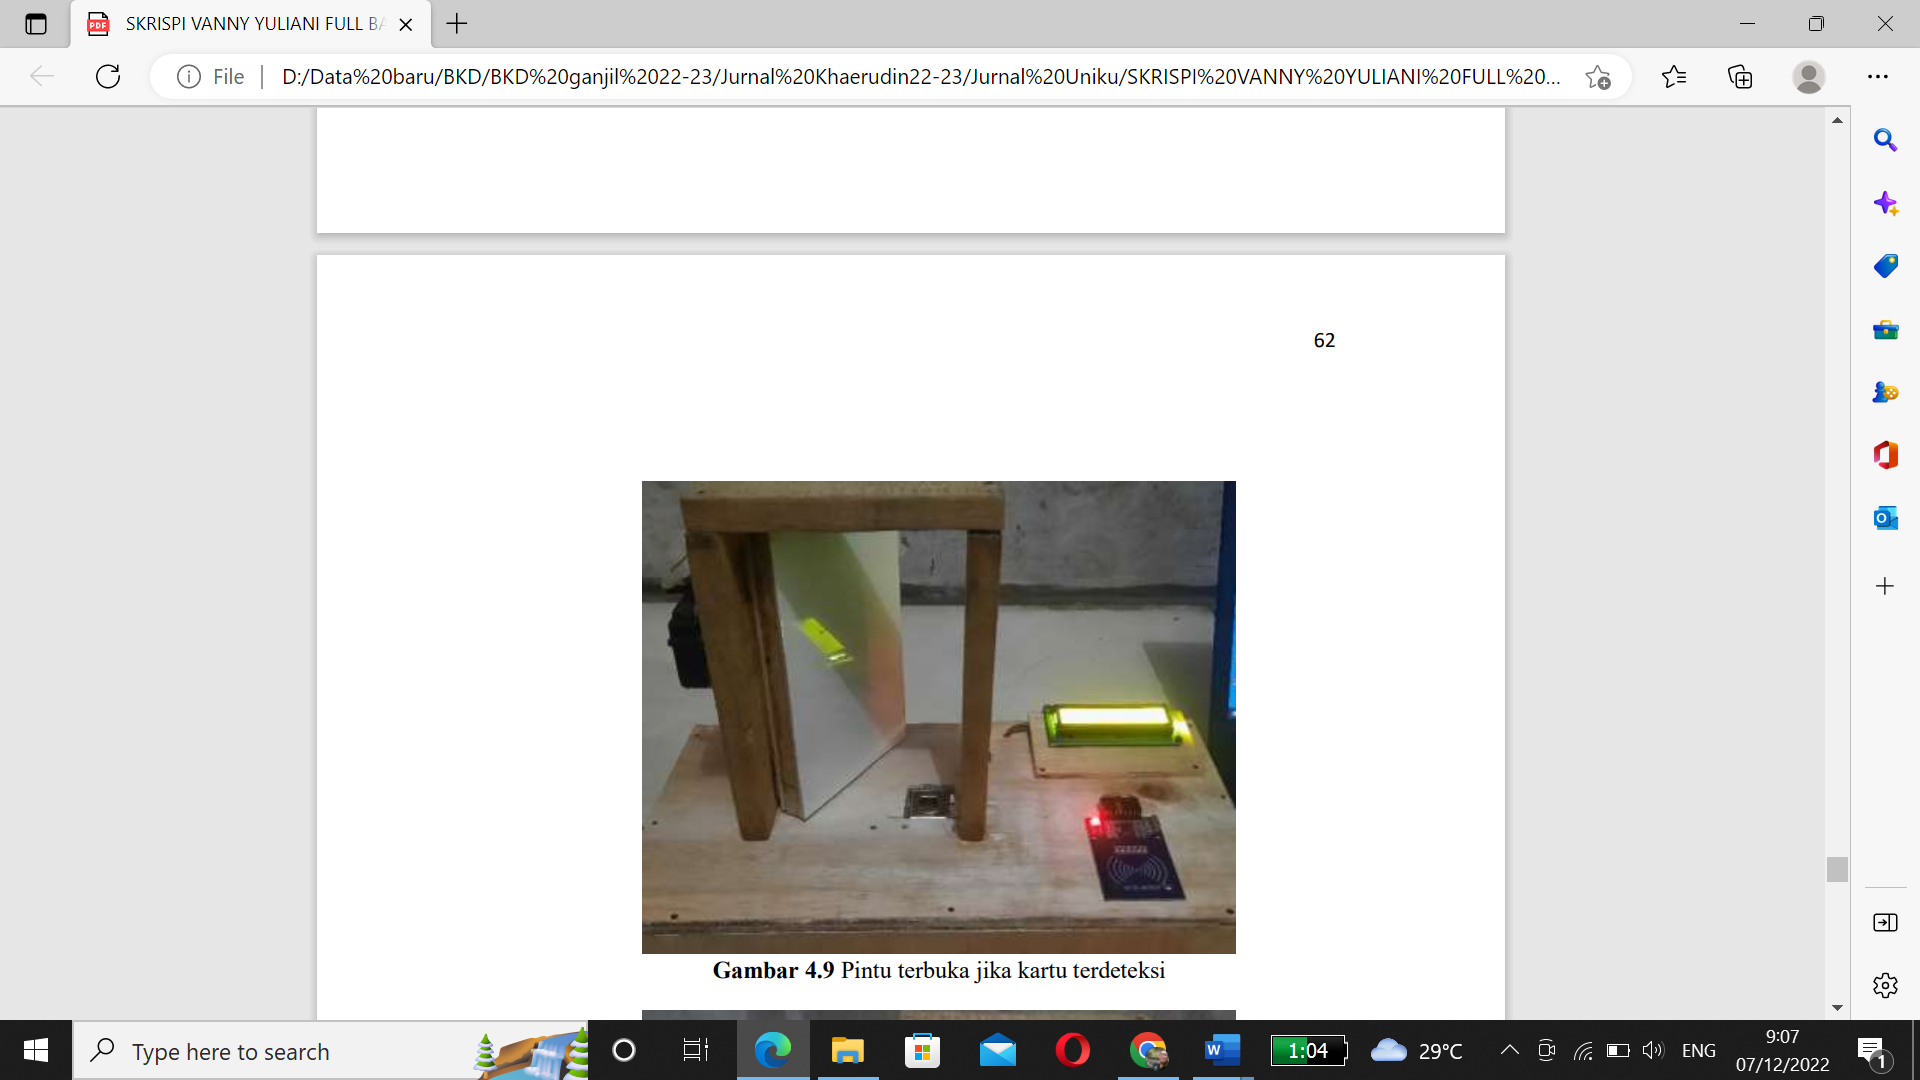 SKRISPI VANNY YULIANI FULL BA
File
D:/Data%20baru/BKD/BKD%20ganjil%2022-23/Jurnal%20Khaerudin22-23/Jurnal%20Uniku/SKRISPI%20VANNY%20YULIANI%20FULL%20...
62
Gambar 4.9 Pintu terbuka jika kartu terdeteksi
Type here to search
1:04
29°C
ENG
9:07
07/12/2022
1